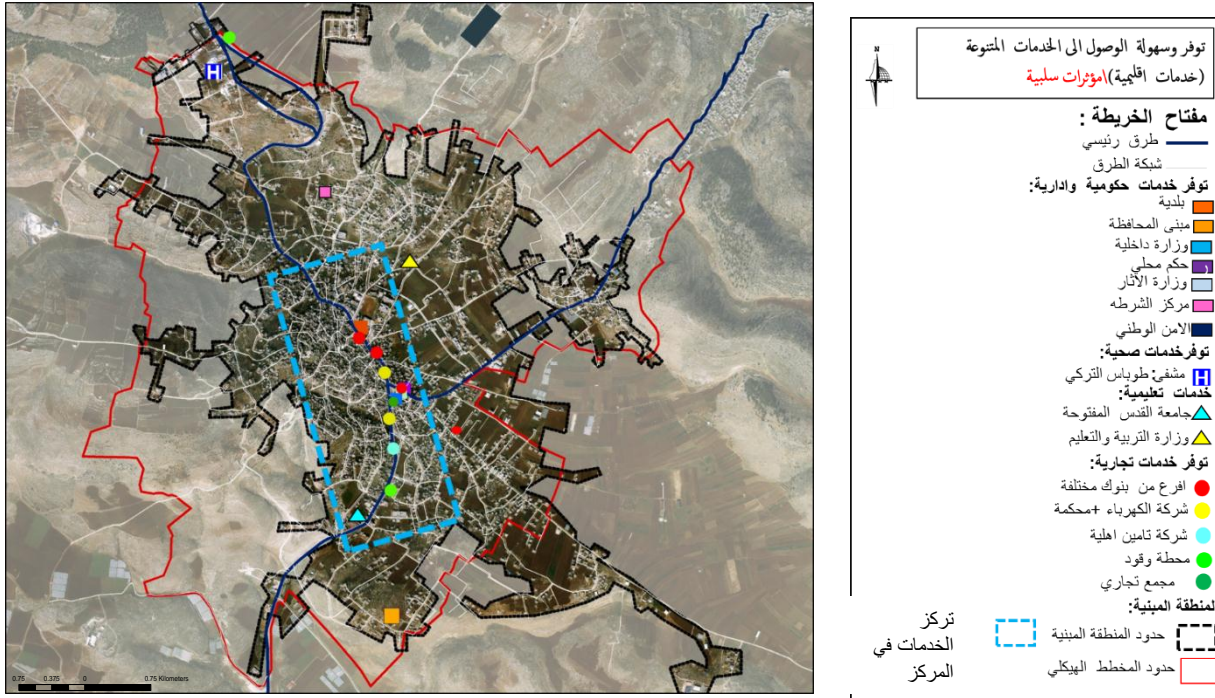 توفر وسهولة الوصول الى الخدمات المتنوعة
(خدمات اقليمية)\مؤثرات سلبية
N
مفتاح الخريطة :
طرق رئيسي
شبكة الطرق
توفر خدمات حكومية وادارية:
بلدية
مبنى المحافظة
وزارة داخلية
حكم محلي
وزارة الآثار
مركز الشرطه
الامن الوطني
توفرخدمات صحية:
H مشفى طوباس التركي
خدمات تعليمية:
جامعة القدس المفتوحة
وزارة التربية والتعليم
توفر خدمات تجارية:
افرع من بنوك مختلفة
شركة الكهرباء +محكمة
شركة تامين اهلية
محطة وقود
مجمع تجاري
لمنطقة المبنية:
حدود المنطقة المبنية
حدود المخطط الهيكلي
تركز
الخدمات في
المركز
H
0.75 0.375 0 0.75 Kilometers